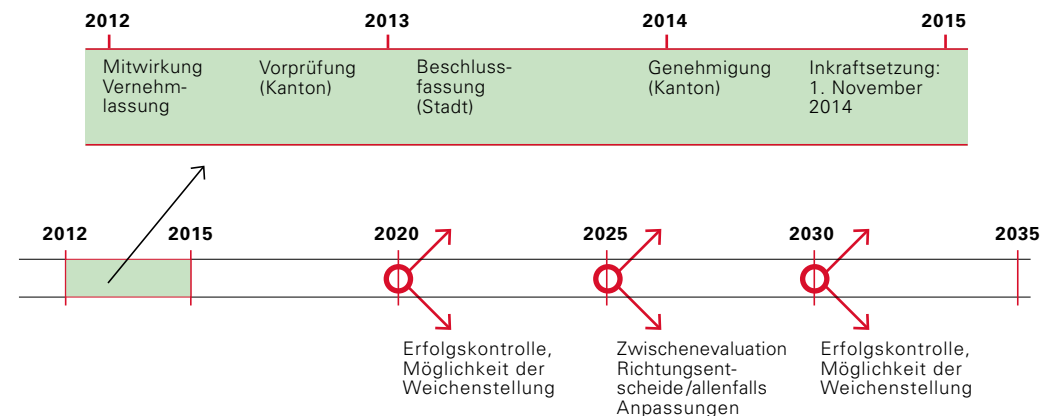 2012 2013 2014 2015
Mitwirkung
Vernehm-
lassung
Vorprüfung
(Kanton)
Beschluss-
fassung
(Stadt)
Genehmigung
(Kanton)
Inkraftsetzung:
1. November
2014
2012 2015 2020 2025 2030 2035
Erfolgskontrolle,
Möglichkeit der
Weichenstellung
Zwischenevaluation
Richtungsent-
scheide/allenfalls
Anpassungen
Erfolgskontrolle,
Möglichkeit der
Weichenstellung